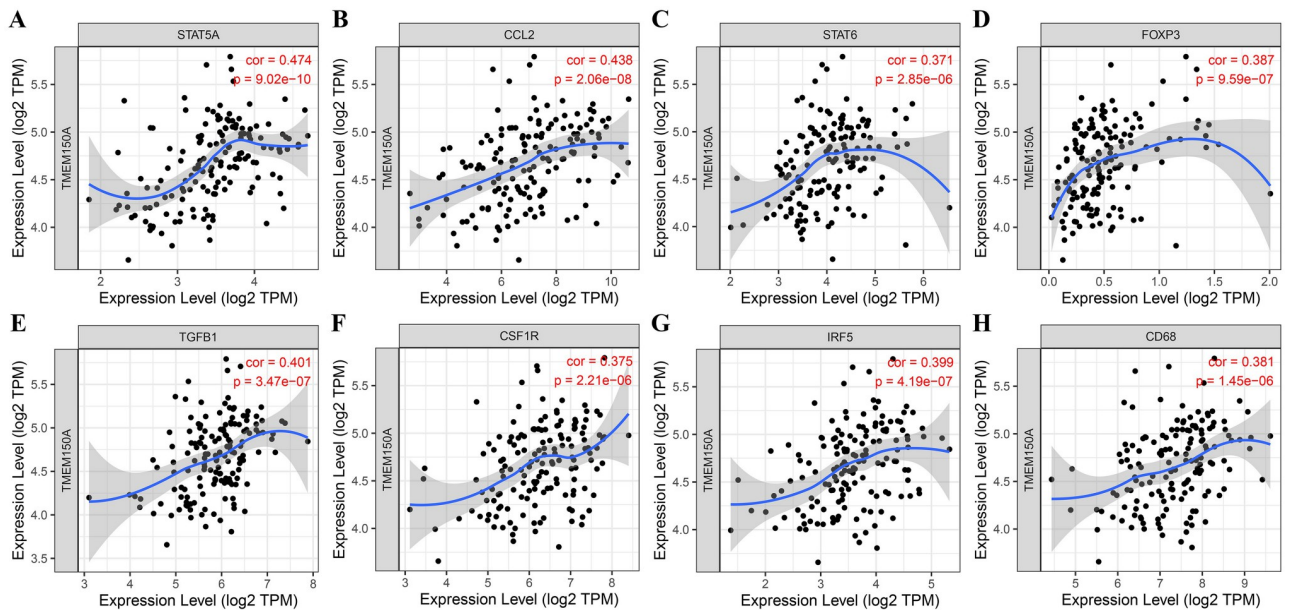 A
STAT5A
TMEM150A
Expression Level (log2 TPM)
cor = 0.474
p = 9.02e-10
5.5
5.0
4.5
4.0
2
3
4
Expression Level (log2 TPM)
B
CCL2
TMEM150A
Expression Level (log2 TPM)
cor = 0.438
p = 2.06e-08
5.5
5.0
4.5
4.0
4
6
8
10
Expression Level (log2 TPM)
C
STAT6
TMEM150A
Expression Level (log2 TPM)
cor = 0.371
p = 2.85e-06
5.5
5.0
4.5
4.0
2
3
4
5
6
Expression Level (log2 TPM)
D
FOXP3
TMEM150A
Expression Level (log2 TPM)
cor = 0.387
p = 9.59e-07
5.5
5.0
4.5
4.0
0.0
0.5
1.0
1.5
2.0
Expression Level (log2 TPM)
E
TGFB1
TMEM150A
Expression Level (log2 TPM)
cor = 0.401
p = 3.47e-07
5.5
5.0
4.5
4.0
3.5
3
4
5
6
7
8
Expression Level (log2 TPM)
F
CSF1R
TMEM150A
Expression Level (log2 TPM)
cor = 0.375
p = 2.21e-06
5.5
5.0
4.5
4.0
3
4
5
6
7
8
Expression Level (log2 TPM)
G
IRF5
TMEM150A
Expression Level (log2 TPM)
cor = 0.399
p = 4.19e-07
5.5
5.0
4.5
4.0
2
3
4
5
Expression Level (log2 TPM)
H
CD68
TMEM150A
Expression Level (log2 TPM)
cor = 0.381
p = 1.45e-06
5.5
5.0
4.5
4.0
5
6
7
8
9
Expression Level (log2 TPM)